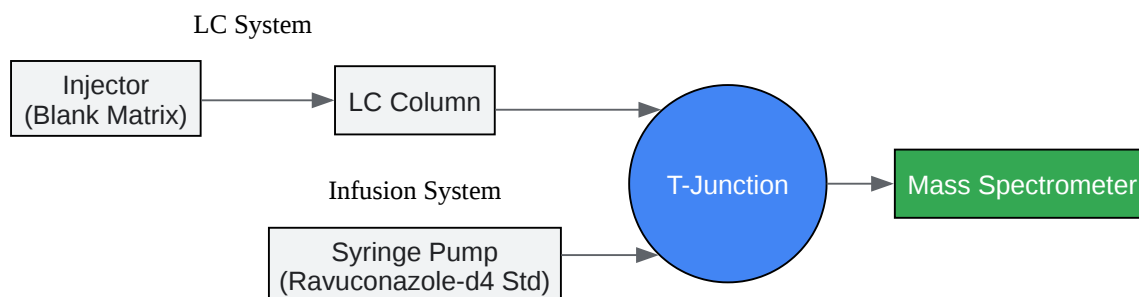 LC System
Injector
(Blank Matrix)
LC Column
T-Junction
Mass Spectrometer
Infusion System
Syringe Pump
(Ravuconazole-d4 Std)